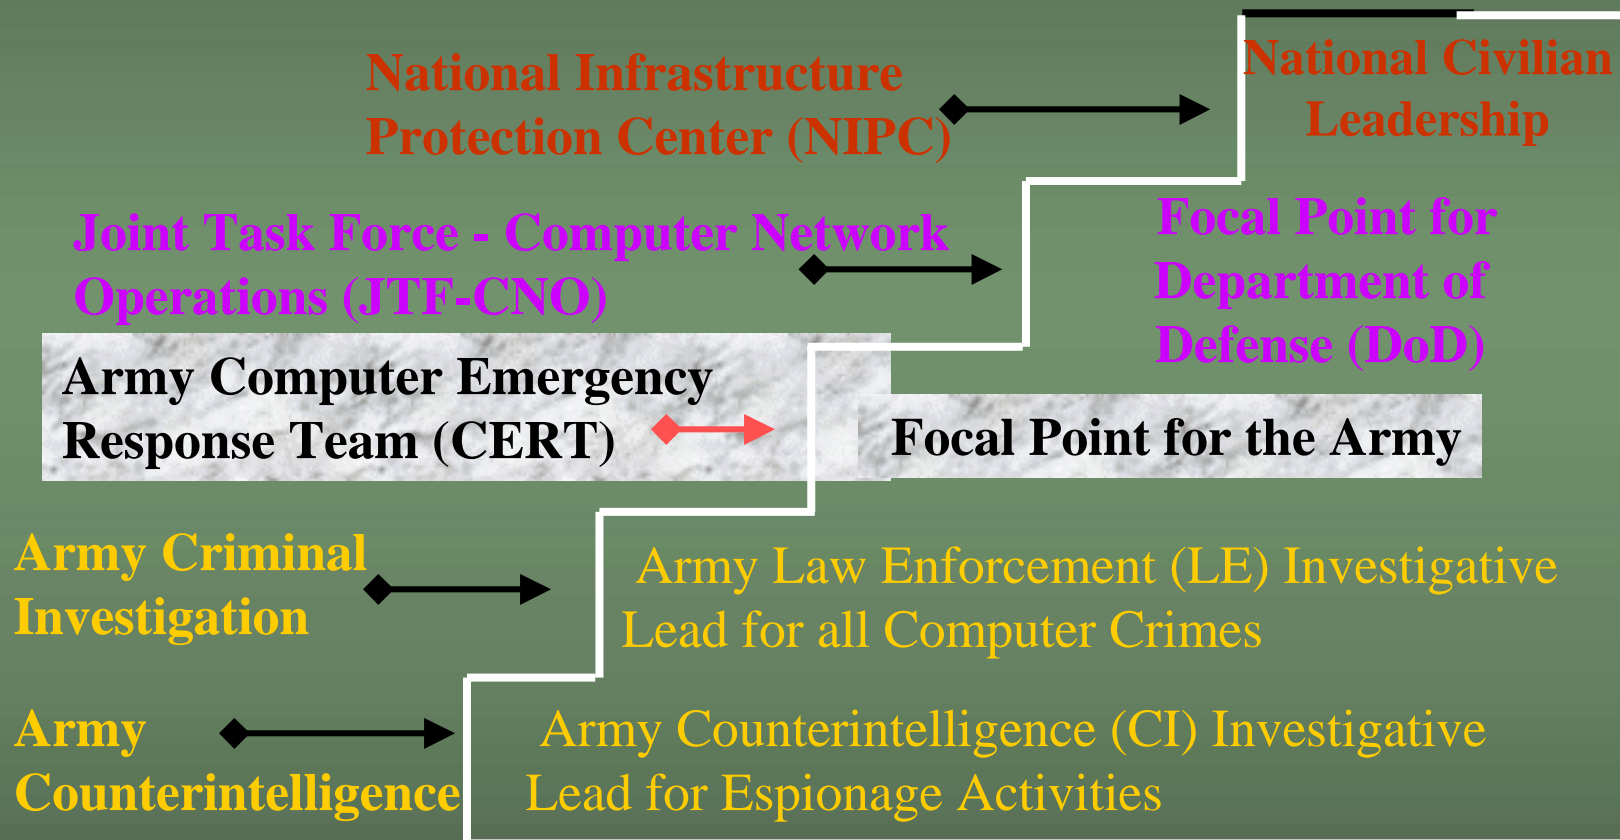 National Infrastructure
Protection Center (NIPC)
National Civilian
Leadership
Joint Task Force - Computer Network
Operations (JTF-CNO)
Focal Point for
Department of
Defense (DoD)
Army Computer Emergency
Response Team (CERT)
Focal Point for the Army
Army Criminal
Investigation
Army Law Enforcement (LE) Investigative
Lead for all Computer Crimes
Army
Counterintelligence
Army Counterintelligence (CI) Investigative
Lead for Espionage Activities